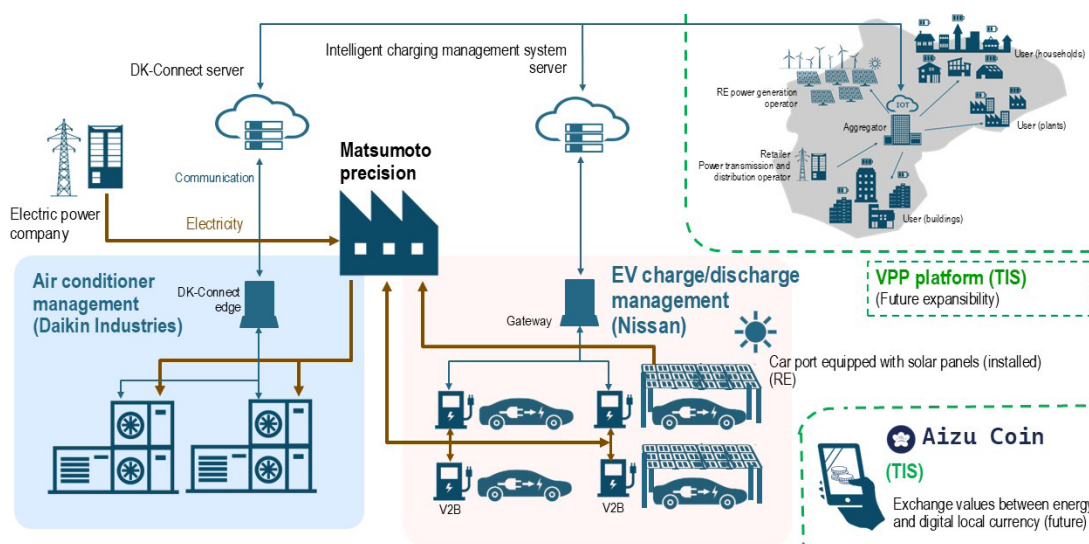 DK-Connect server
Intelligent charging management system
server
User (households)
RE power generation
operator
IOT
Aggregator
User (plants)
Retailer
Power transmission and
distribution operator
User (buildings)
Communication
Matsumoto
precision
Electric power
company
Electricity
Air conditioner
management
(Daikin Industries)
DK-Connect
edge
EV charge/discharge
management
(Nissan)
Gateway
VPP platform (TIS)
(Future expansibility)
Car port equipped with solar panels (installed)
(RE)
V2B
V2B
Aizu Coin
(TIS)
Exchange values between energy
and digital local currency (future)